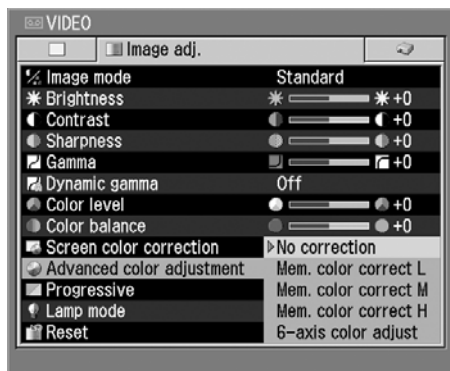 VIDEO
Image adj.
Image mode Standard
Brightness +0
Contrast +0
Sharpness +0
Gamma +0
Dynamic gamma Off
Color level +0
Color balance +0
Screen color correction No correction
Advanced color adjustment Mem. color correct L
Progressive Mem. color correct M
Lamp mode Mem. color correct H
Reset 6-axis color adjust